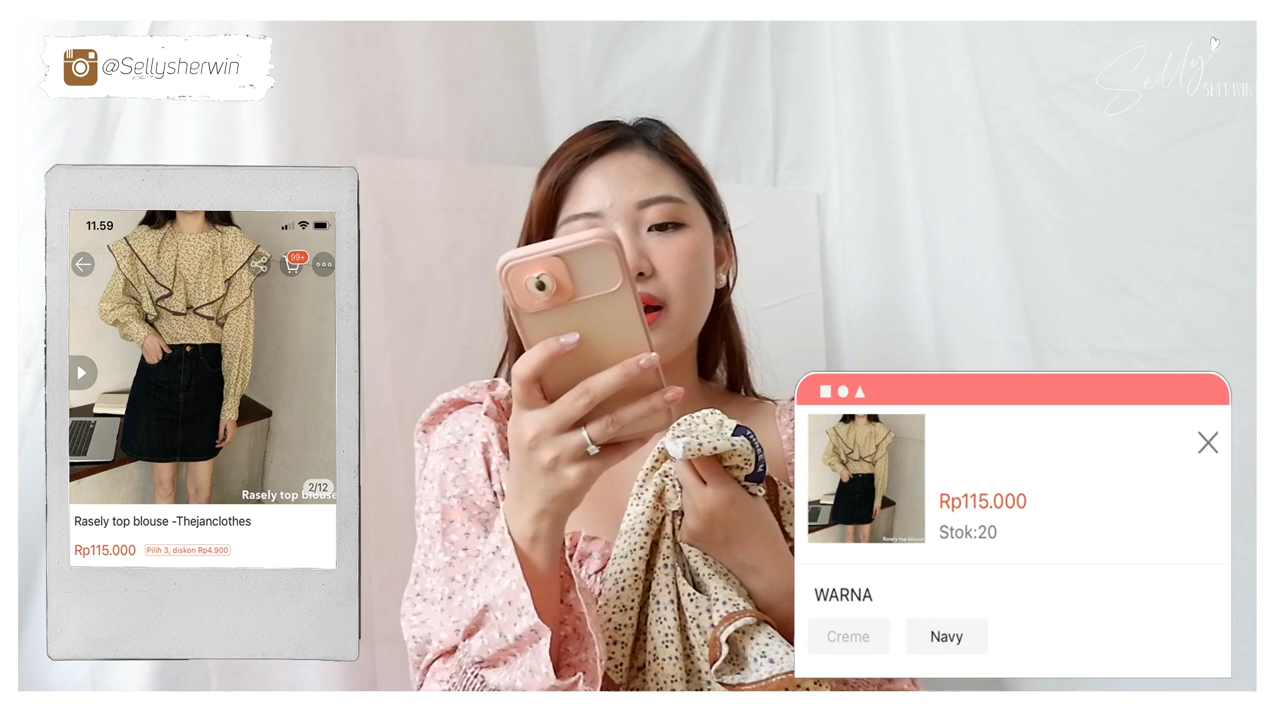 @Sellysherwin
Selly
SHERWIN
11.59
99+
2/12
Rasely top blouse
Rasely top blouse -Thejanclothes
Rp115.000
Pilih 3, diskon Rp4.900
Rasely top blouse
Rp115.000
Stok:20
WARNA
Creme
Navy